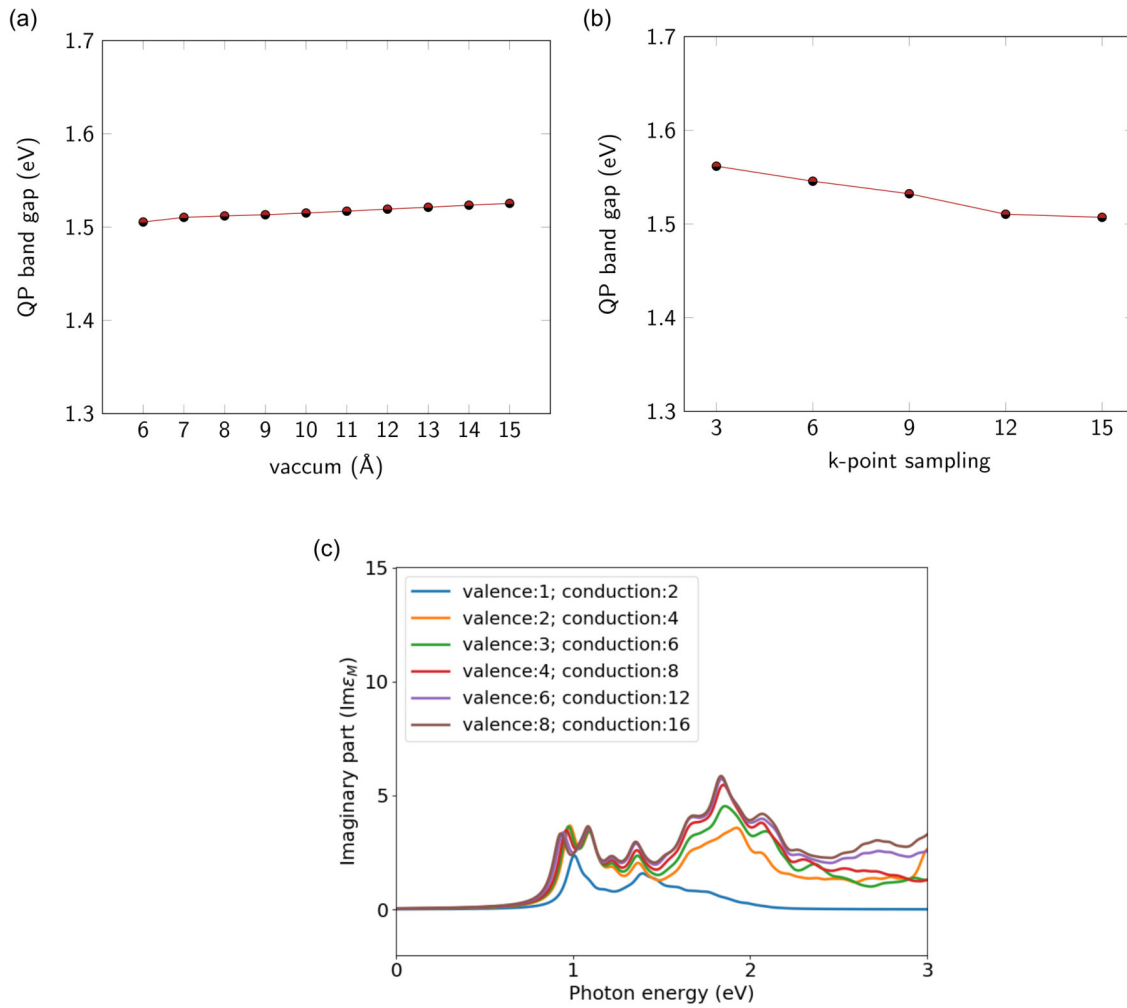 (a)
1.7
1.6
1.5
1.4
1.3
QP band gap (eV)
6 7 8 9 10 11 12 13 14 15
vaccum (Å)
(b)
1.7
1.6
1.5
1.4
1.3
QP band gap (eV)
3 6 9 12 15
k-point sampling
(c)
15
10
5
0
Imaginary part (Imε_M)
valence:1; conduction:2
valence:2; conduction:4
valence:3; conduction:6
valence:4; conduction:8
valence:6; conduction:12
valence:8; conduction:16
0 1 2 3
Photon energy (eV)